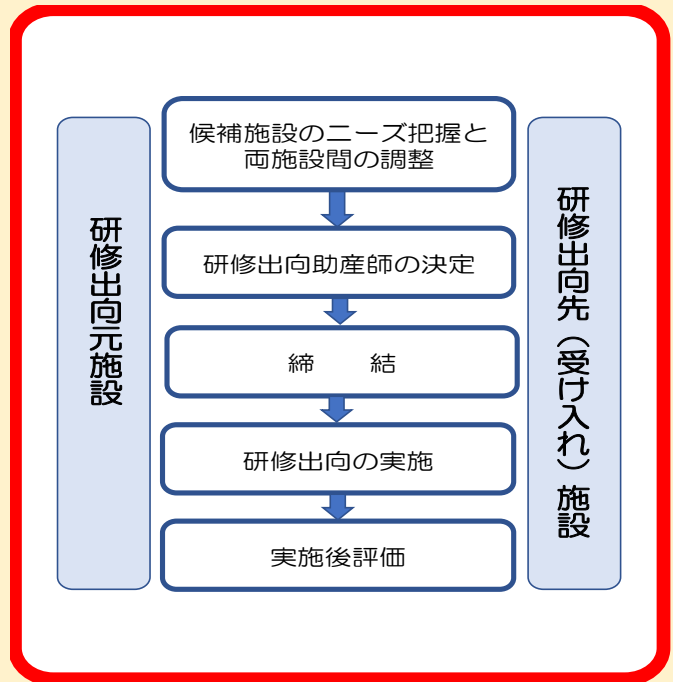 研修出向元施設
候補施設のニーズ把握と
両施設間の調整
研修出向助産師の決定
締　　結
研修出向の実施
実施後評価
研修出向先（受け入れ）施設